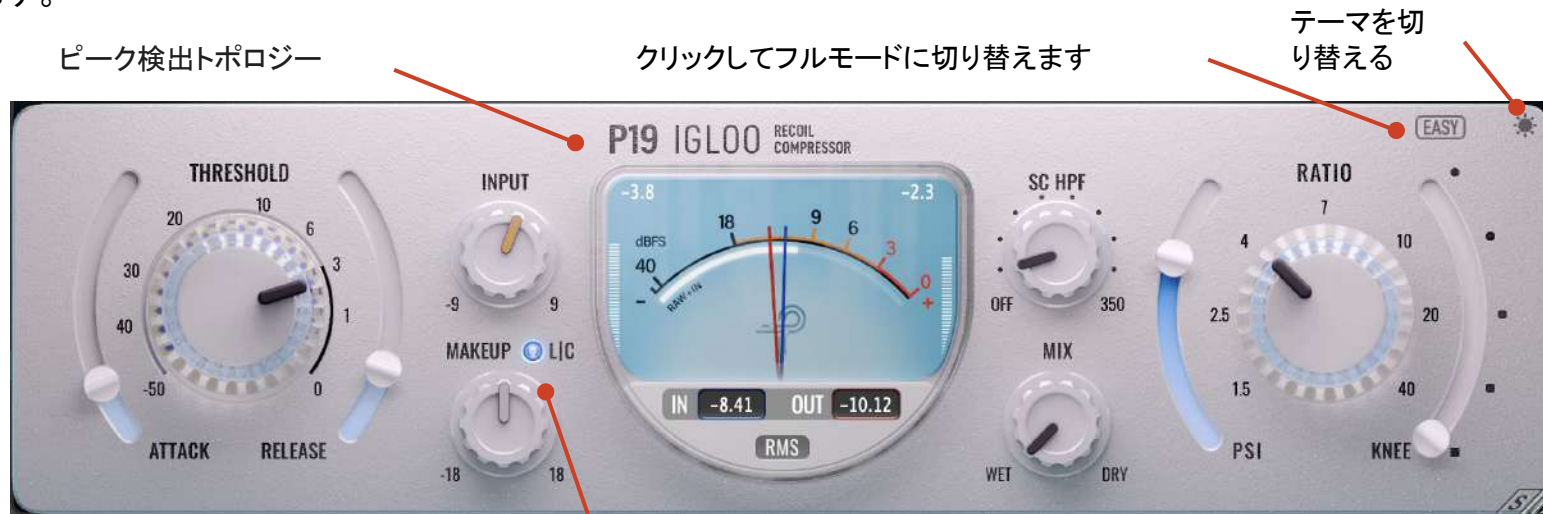 す。
テーマを切
り替える
ピーク検出トポロジー
クリックしてフルモードに切り替えます
P19 IGLOO RECOIL
COMPRESSOR
EASY
THRESHOLD
INPUT
SC HPF
RATIO
-3.8
-2.3
dBFS
40 18 9 6 3 0
- +
RAW・IN
50 40 30 20 10 6 3 1 0
-9 9
OFF 350
1.5 2.5 4 7 10 20 40
MAKEUP L|C
MIX
IN -8.41 OUT -10.12
RMS
ATTACK RELEASE
-18 18
WET DRY
PSI KNEE